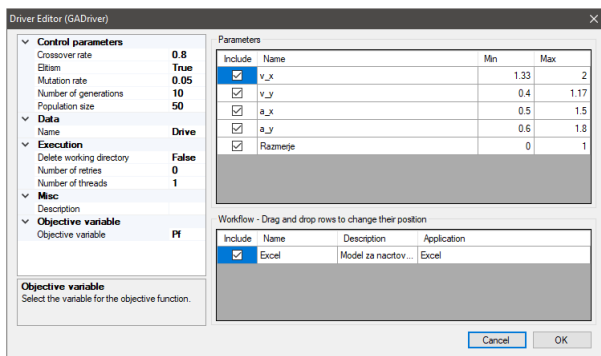 Driver Editor (GADriver)
Control parameters
Crossover rate 0.8
Elitism True
Mutation rate 0.05
Number of generations 10
Population size 50
Data
Name Drive
Execution
Delete working directory False
Number of retries 0
Number of threads 1
Misc
Description
Objective variable
Objective variable Pf
Objective variable
Select the variable for the objective function.
Parameters
Include Name Min Max
v_x 1.33 2
v_y 0.4 1.17
a_x 0.5 1.5
a_y 0.6 1.8
Razmerje 0 1
Workflow - Drag and drop rows to change their position
Include Name Description Application
Excel Model za nacrtov... Excel
Cancel OK